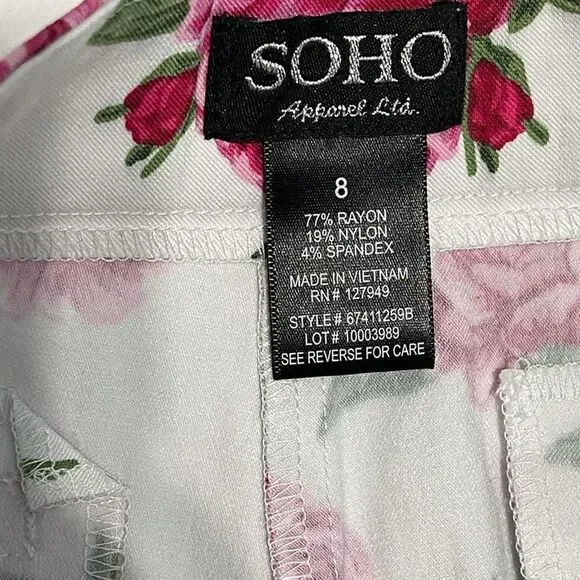 SOHO
Apparel Ltd.
8
77% RAYON
19% NYLON
4% SPANDEX
MADE IN VIETNAM
RN# 127949
STYLE# 67411259B
LOT# 10003989
SEE REVERSE FOR CARE